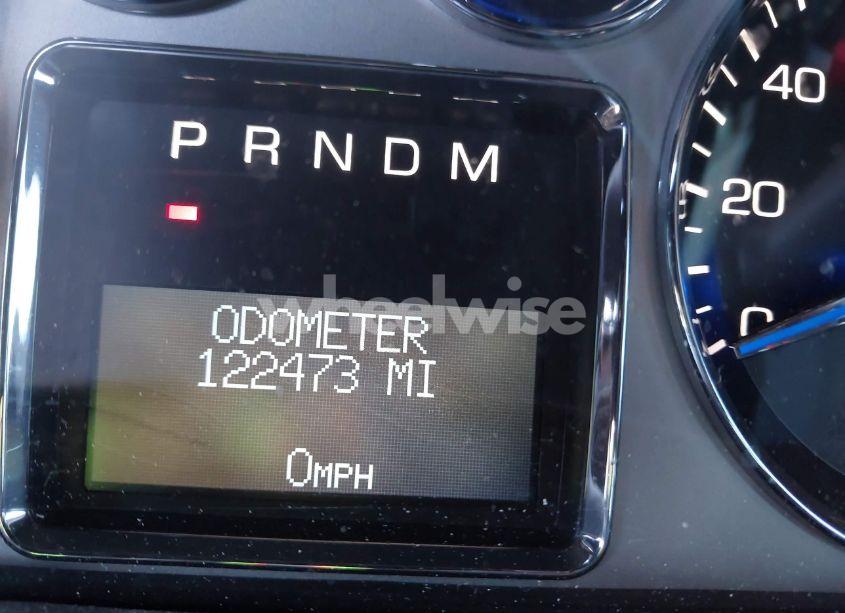 P R N D M
40
20
0
wheelwise
ODOMETER
122473 MI
0MPH